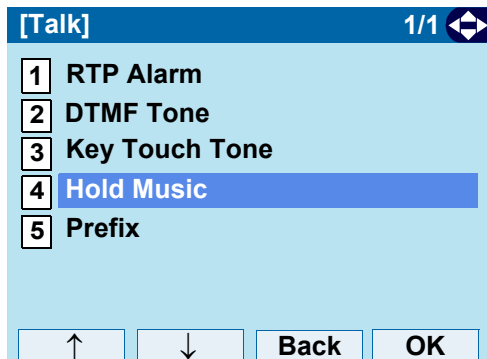 [Talk] 1/1
1 RTP Alarm
2 DTMF Tone
3 Key Touch Tone
4 Hold Music
5 Prefix
↑ ↓ Back OK